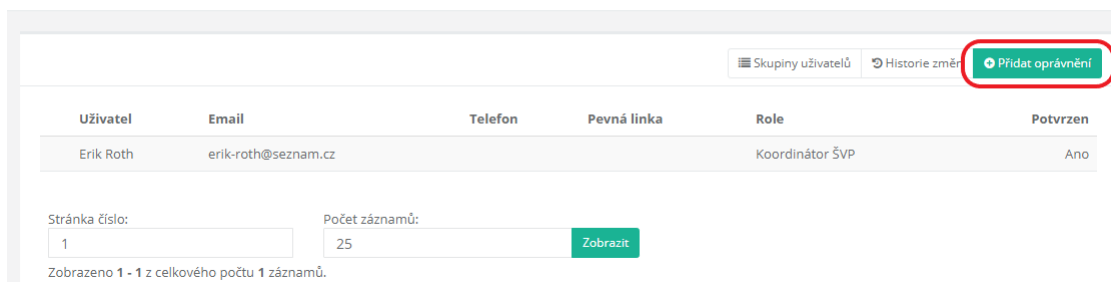 Skupiny uživatelů Historie změn Přidat oprávnění
Uživatel Email Telefon Pevná linka Role Potvrzen
Erik Roth erik-roth@seznam.cz Koordinátor ŠVP Ano
Stránka číslo: Počet záznamů:
1 25 Zobrazit
Zobrazeno 1 - 1 z celkového počtu 1 záznamů.